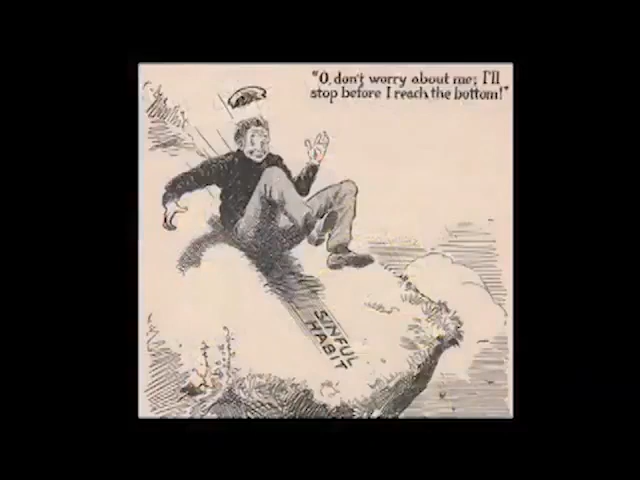 "O, don't worry about me; I'll
stop before I reach the bottom!"
SINFUL
HABIT